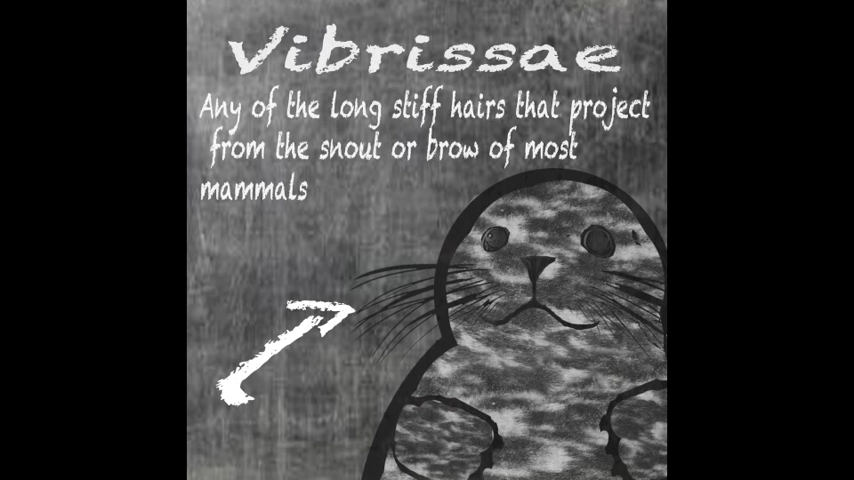 Vibrissae
Any of the long stiff hairs that project
from the snout or brow of most
mammals